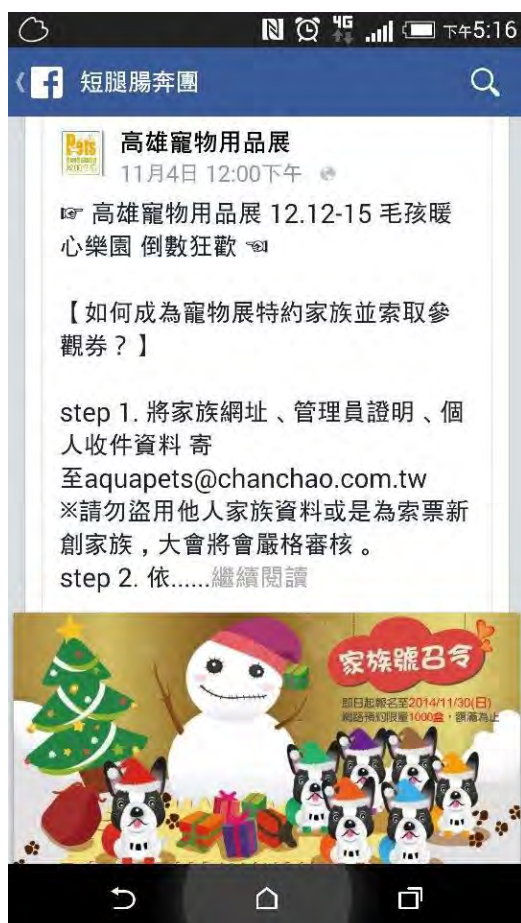 4G
下午5:16
短腿腸奔團
Pets
高雄寵物用品展
11月4日 12:00下午
☞ 高雄寵物用品展 12.12-15 毛孩暖
心樂園 倒數狂歡 ☜
【如何成為寵物展特約家族並索取參
觀券？】
step 1. 將家族網址、管理員證明、個
人收件資料 寄
至aquapets@chanchao.com.tw
※請勿盜用他人家族資料或是為索票新
創家族，大會將會嚴格審核。
step 2. 依......繼續閱讀
家族號召令
即日起報名至2014/11/30(日)
網路預約限量1000盒，額滿為止